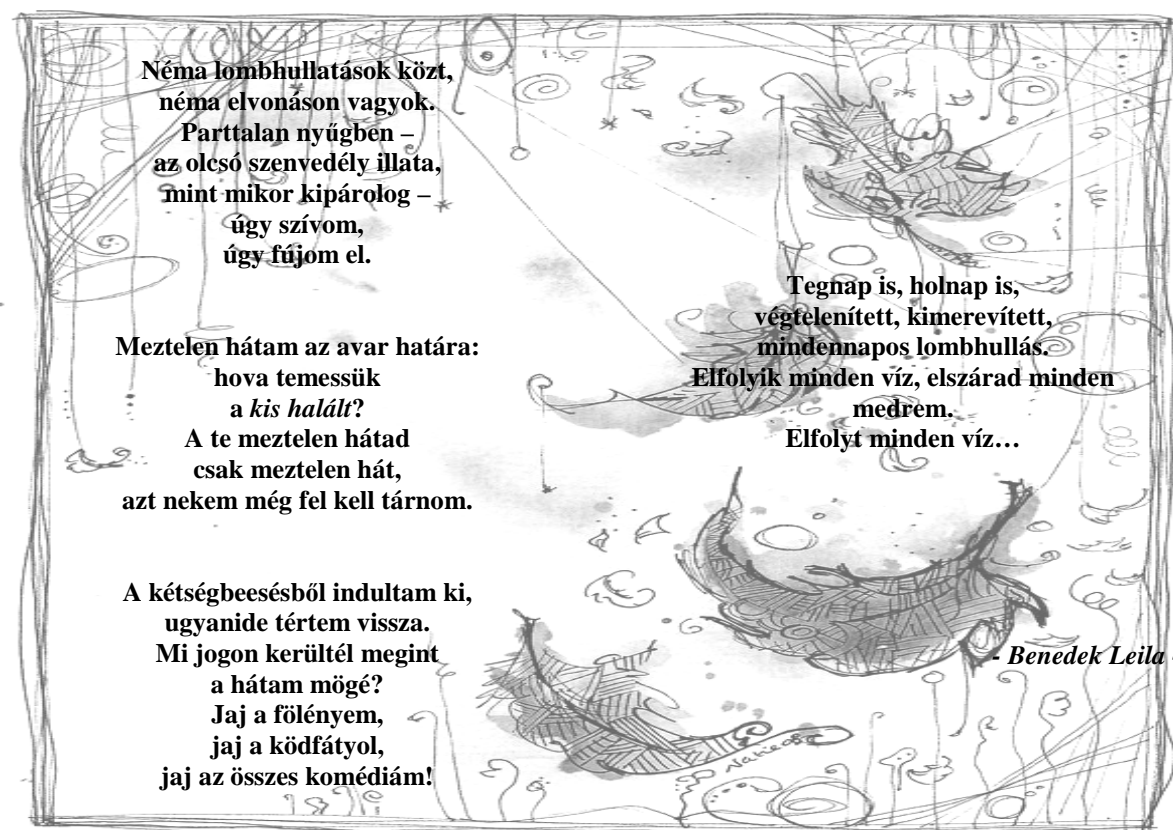 Néma lombhullatások közt,
néma elvonáson vagyok.
Parttalan nyűgben –
az olcsó szenvedély illata,
mint mikor kipárolog –
úgy szívom,
úgy fújom el.
Meztelen hátam az avar határa:
hova temessük
a kis halált?
A te meztelen hátad
csak meztelen hát,
azt nekem még fel kell tárnom.
A kétségbeesésből indultam ki,
ugyanide tértem vissza.
Mi jogon kerültél megint
a hátam mögé?
Jaj a fölényem,
jaj a ködfátyol,
jaj az összes komédiám!
Tegnap is, holnap is,
végtelenített, kimerevített,
mindennapos lombhullás.
Elfolyik minden víz, elszárad minden
medrem.
Elfolyt minden víz…
- Benedek Leila -